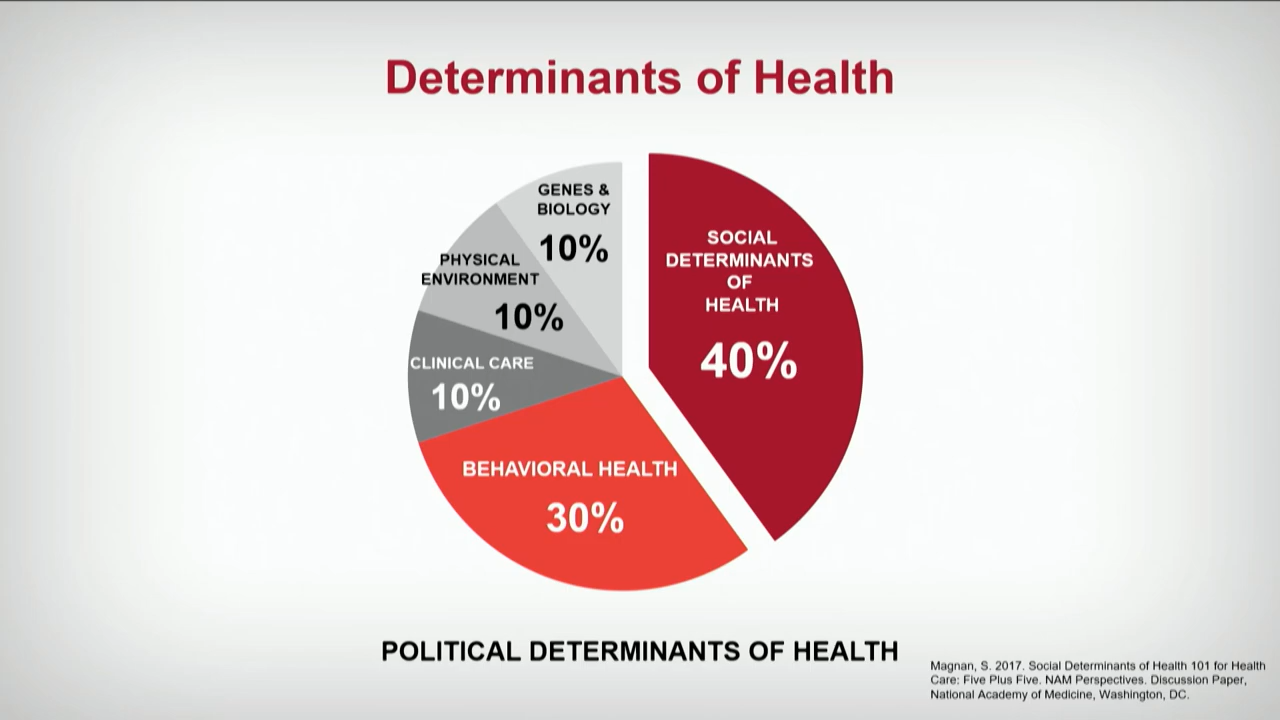 Determinants of Health
GENES &
BIOLOGY
10%
PHYSICAL
ENVIRONMENT
10%
CLINICAL CARE
10%
BEHAVIORAL HEALTH
30%
SOCIAL
DETERMINANTS
OF
HEALTH
40%
POLITICAL DETERMINANTS OF HEALTH
Magnan, S. 2017. Social Determinants of Health 101 for Health
Care: Five Plus Five. NAM Perspectives. Discussion Paper,
National Academy of Medicine, Washington, DC.